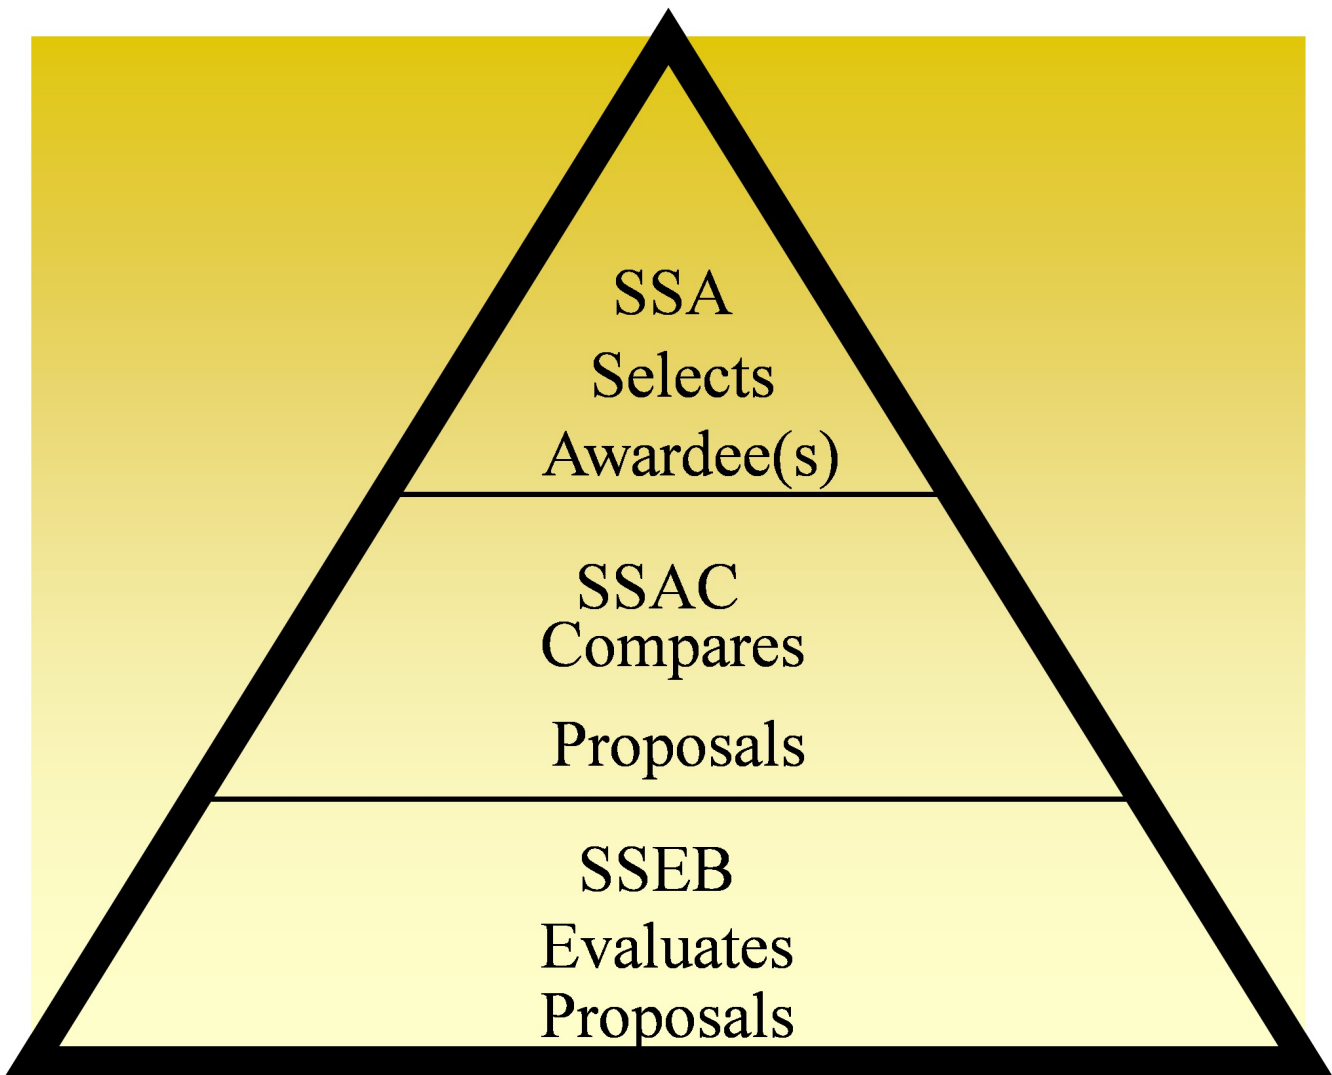 SSA
Selects
Awardee(s)
SSAC
Compares
Proposals
SSEB
Evaluates
Proposals